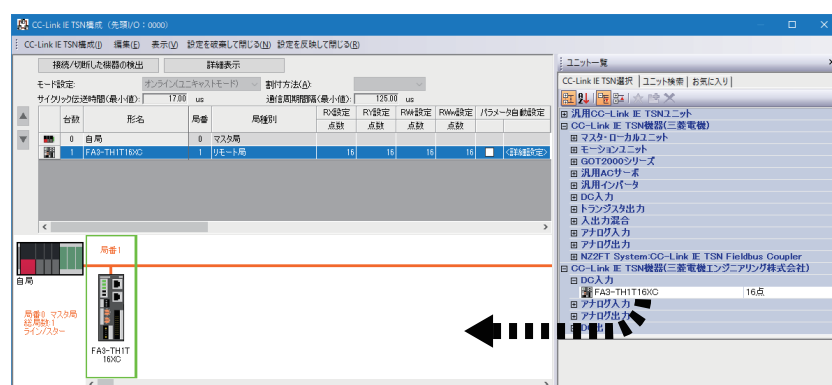 CC-Link IE TSN構成 (先頭I/O : 0000)
CC-Link IE TSN構成(I) 編集(E) 表示(V) 設定を破棄して閉じる(N) 設定を反映して閉じる(R)
接続/切断した機器の検出 詳細表示
モード設定: オンライン(ユニキャストモード) 割付方法(A):
サイクリック伝送時間(最小値): 17.00 us 通信周期間隔(最小値): 125.00 us
台数 形名 局番 局種別 RX設定 RY設定 RWr設定 RWw設定 パラメータ自動設定
点数 点数 点数 点数
0 自局 0 マスタ局
1 FA3-TH1T16XC 1 リモート局 16 16 16 16 <詳細設定>
局番1
自局
局番0 マスタ局
総局数:1
ライン/スター
FA3-TH1T
16XC
ユニット一覧
CC-Link IE TSN選択 ユニット検索 お気に入り
汎用CC-Link IE TSNユニット
CC-Link IE TSN機器(三菱電機)
マスタ・ローカルユニット
モーションユニット
GOT2000シリーズ
汎用ACサーボ
汎用インバータ
DC入力
トランジスタ出力
入出力混合
アナログ入力
アナログ出力
NZ2FT System:CC-Link IE TSN Fieldbus Coupler
CC-Link IE TSN機器(三菱電機エンジニアリング株式会社)
DC入力
FA3-TH1T16XC 16点
アナログ入力
アナログ出力